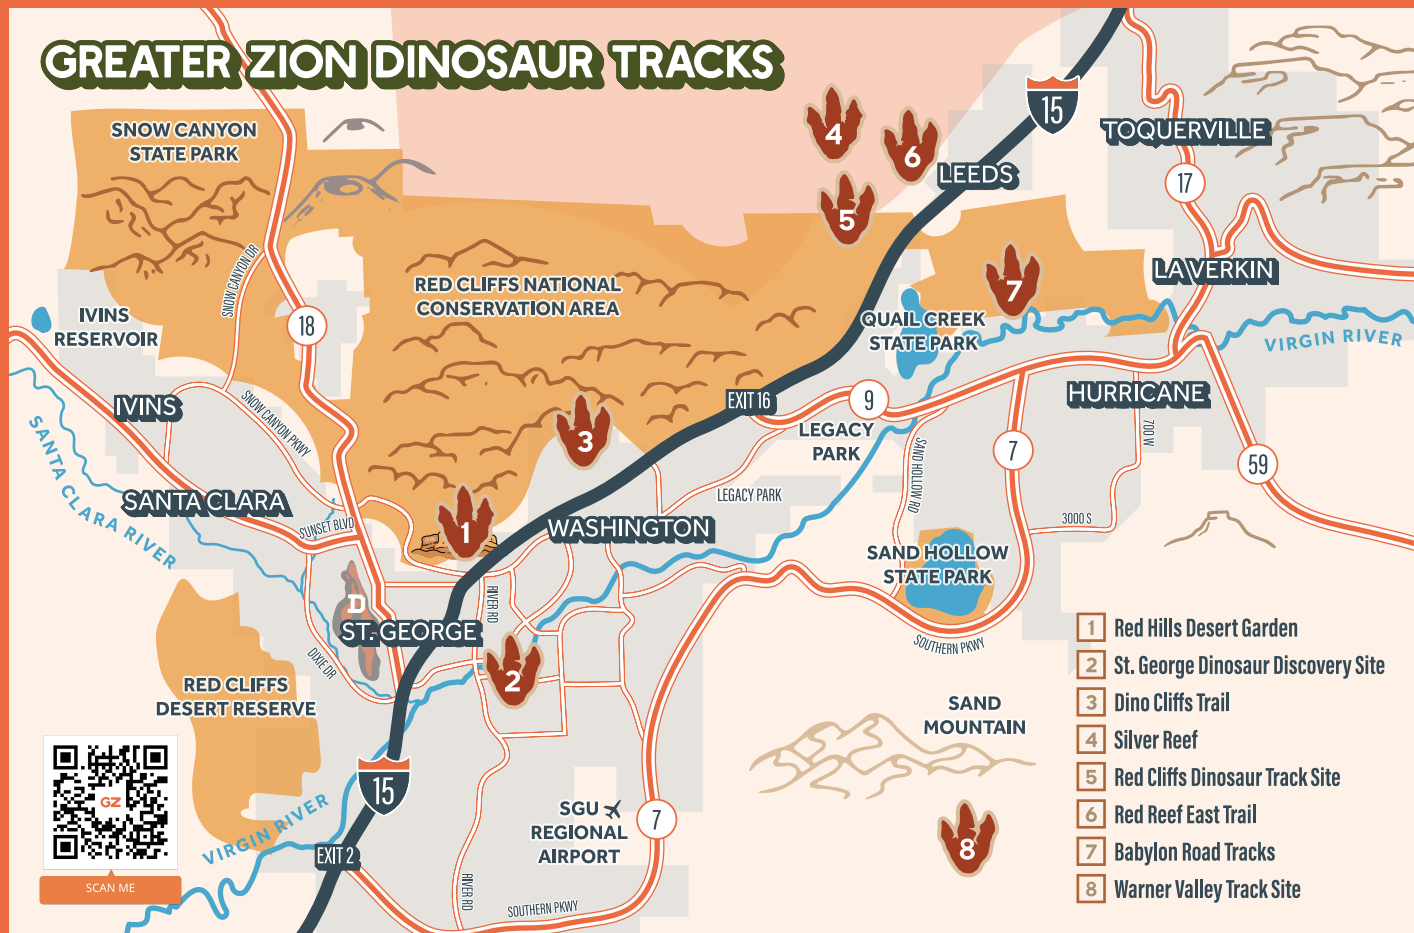 GREATER ZION DINOSAUR TRACKS
15
4
6
TOQUERVILLE
SNOW CANYON
STATE PARK
LEEDS
17
5
SNOW CANYON DR
RED CLIFFS NATIONAL
CONSERVATION AREA
7
LA VERKIN
IVINS
RESERVOIR
18
QUAIL CREEK
STATE PARK
VIRGIN RIVER
IVINS
SNOW CANYON PKWY
EXIT 16
9
HURRICANE
SANTA CLARA RIVER
3
LEGACY
PARK
7
700 W
59
SAND HOLLOW RD
SANTA CLARA
SUNSET BLVD
1
WASHINGTON
LEGACY PARK
3000 S
SAND HOLLOW
STATE PARK
D
ST. GEORGE
RIVER RD
DIXIE DR
2
SOUTHERN PKWY
RED CLIFFS
DESERT RESERVE
SAND
MOUNTAIN
GZ
SCAN ME
15
VIRGIN RIVER
EXIT 2
SGU
REGIONAL
AIRPORT
7
8
RIVER RD
SOUTHERN PKWY
1 Red Hills Desert Garden
2 St. George Dinosaur Discovery Site
3 Dino Cliffs Trail
4 Silver Reef
5 Red Cliffs Dinosaur Track Site
6 Red Reef East Trail
7 Babylon Road Tracks
8 Warner Valley Track Site